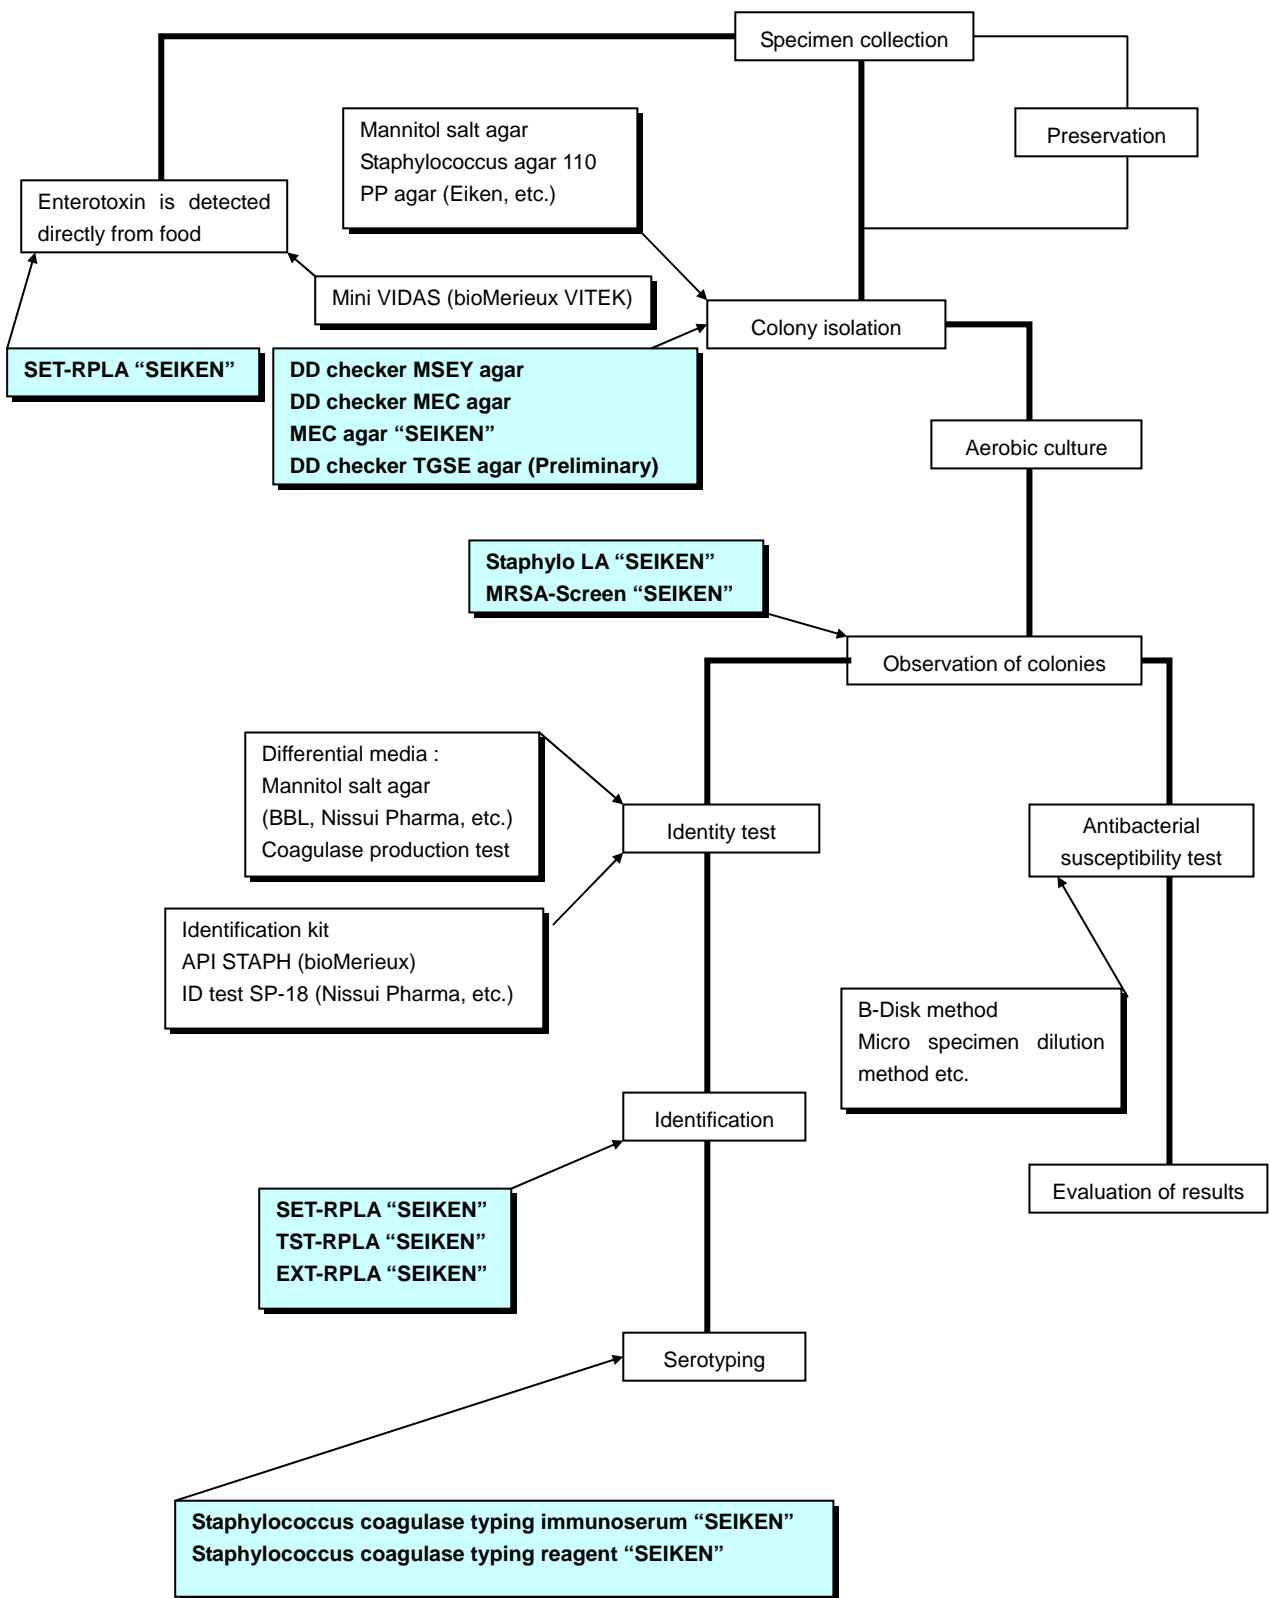 Specimen collection
Mannitol salt agar
Staphylococcus agar 110
PP agar (Eiken, etc.)
Preservation
Enterotoxin is detected
directly from food
Mini VIDAS (bioMerieux VITEK)
Colony isolation
SET-RPLA “SEIKEN”
DD checker MSEY agar
DD checker MEC agar
MEC agar “SEIKEN”
DD checker TGSE agar (Preliminary)
Aerobic culture
Staphylo LA “SEIKEN”
MRSA-Screen “SEIKEN”
Observation of colonies
Differential media :
Mannitol salt agar
(BBL, Nissui Pharma, etc.)
Coagulase production test
Identity test
Antibacterial
susceptibility test
Identification kit
API STAPH (bioMerieux)
ID test SP-18 (Nissui Pharma, etc.)
B-Disk method
Micro specimen dilution
method etc.
Identification
Evaluation of results
SET-RPLA “SEIKEN”
TST-RPLA “SEIKEN”
EXT-RPLA “SEIKEN”
Serotyping
Staphylococcus coagulase typing immunoserum “SEIKEN”
Staphylococcus coagulase typing reagent “SEIKEN”